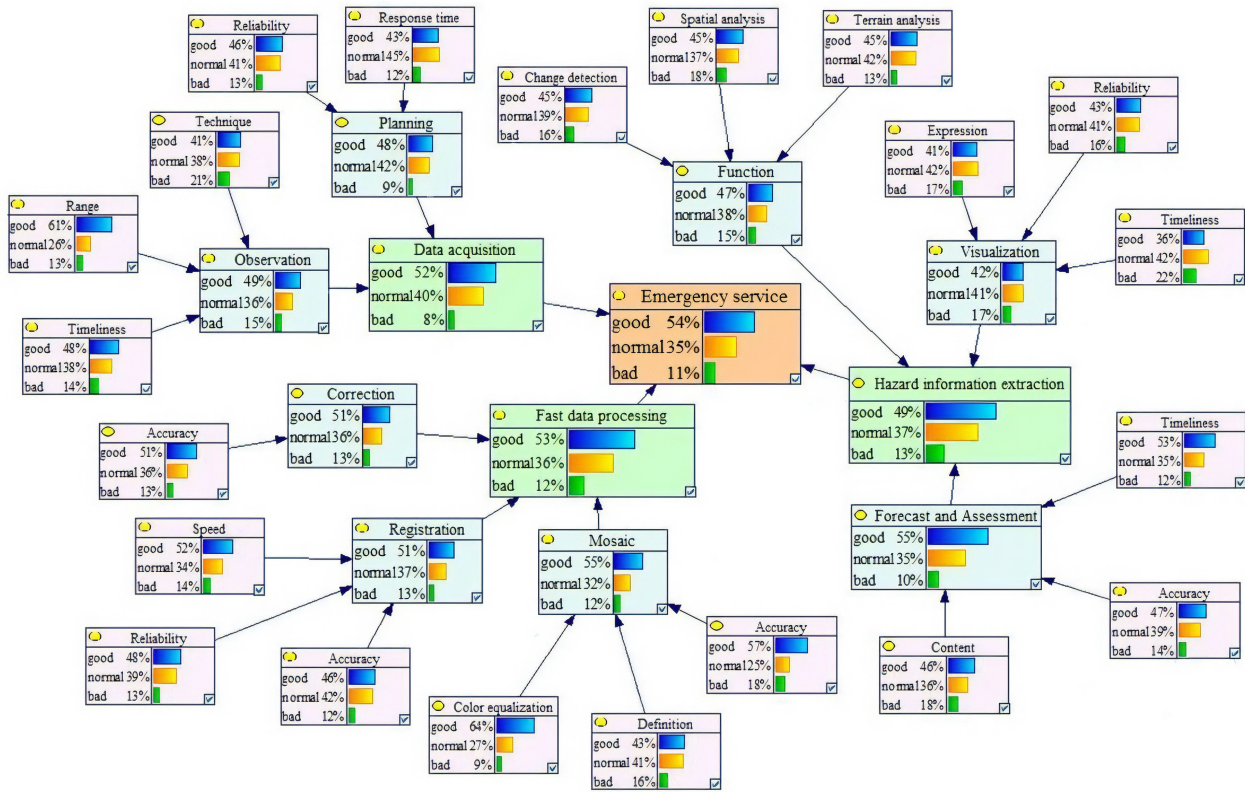 Reliability
good 46%
normal 41%
bad 13%
Response time
good 43%
normal 45%
bad 12%
Spatial analysis
good 45%
normal 37%
bad 18%
Terrain analysis
good 45%
normal 42%
bad 13%
Change detection
good 45%
normal 39%
bad 16%
Reliability
good 43%
normal 41%
bad 16%
Technique
good 41%
normal 38%
bad 21%
Planning
good 48%
normal 42%
bad 9%
Expression
good 41%
normal 42%
bad 17%
Function
good 47%
normal 38%
bad 15%
Range
good 61%
normal 26%
bad 13%
Timeliness
good 36%
normal 42%
bad 22%
Observation
good 49%
normal 36%
bad 15%
Data acquisition
good 52%
normal 40%
bad 8%
Visualization
good 42%
normal 41%
bad 17%
Emergency service
good 54%
normal 35%
bad 11%
Timeliness
good 48%
normal 38%
bad 14%
Hazard information extraction
good 49%
normal 37%
bad 13%
Correction
good 51%
normal 36%
bad 13%
Fast data processing
good 53%
normal 36%
bad 12%
Timeliness
good 53%
normal 35%
bad 12%
Accuracy
good 51%
normal 36%
bad 13%
Forecast and Assessment
good 55%
normal 35%
bad 10%
Speed
good 52%
normal 34%
bad 14%
Registration
good 51%
normal 37%
bad 13%
Mosaic
good 55%
normal 32%
bad 12%
Accuracy
good 47%
normal 39%
bad 14%
Reliability
good 48%
normal 39%
bad 13%
Accuracy
good 46%
normal 42%
bad 12%
Accuracy
good 57%
normal 25%
bad 18%
Content
good 46%
normal 36%
bad 18%
Color equalization
good 64%
normal 27%
bad 9%
Definition
good 43%
normal 41%
bad 16%